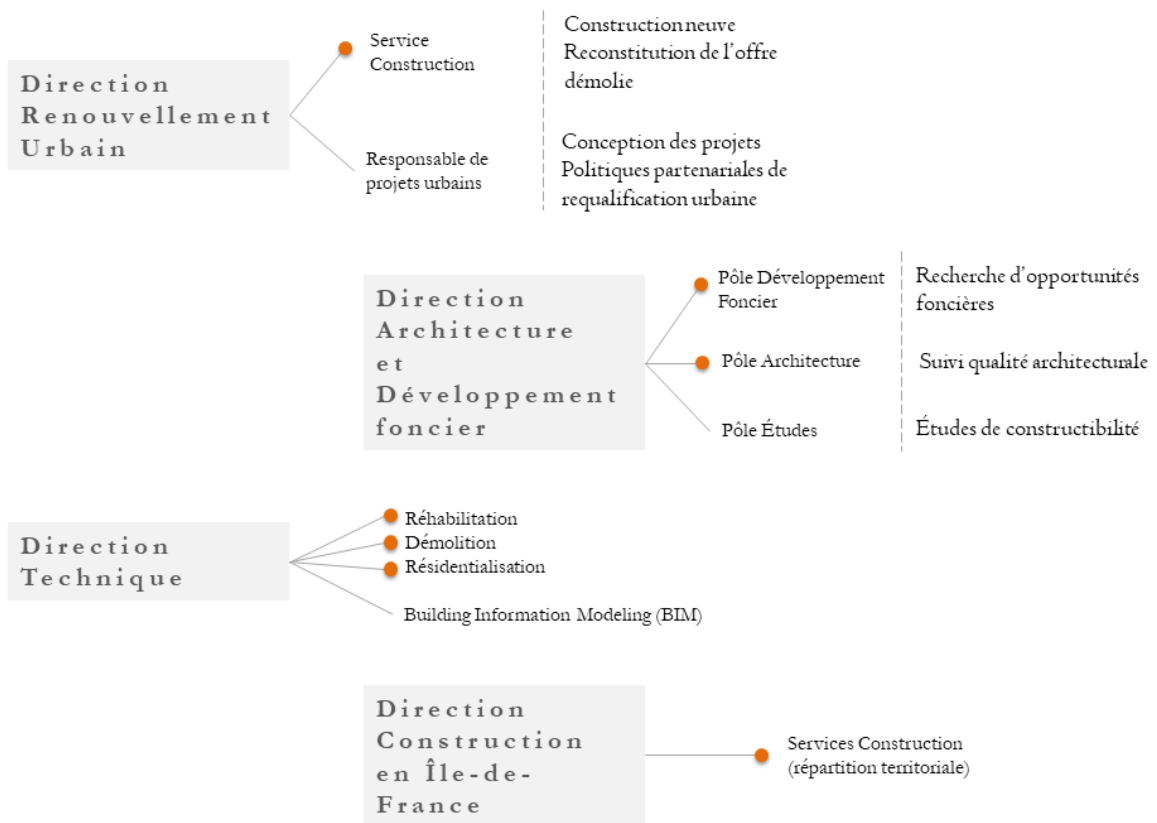 Direction
Renouvellement
Urbain
Service
Construction
Construction neuve
Reconstitution de l'offre
démolie
Responsable de
projets urbains
Conception des projets
Politiques partenariales de
requalification urbaine
Direction
Architecture
et
Développement
foncier
Pôle Développement
Foncier
Recherche d'opportunités
foncières
Pôle Architecture
Suivi qualité architecturale
Pôle Études
Études de constructibilité
Direction
Technique
Réhabilitation
Démolition
Résidentialisation
Building Information Modeling (BIM)
Direction
Construction
en Île-de-
France
Services Construction
(répartition territoriale)